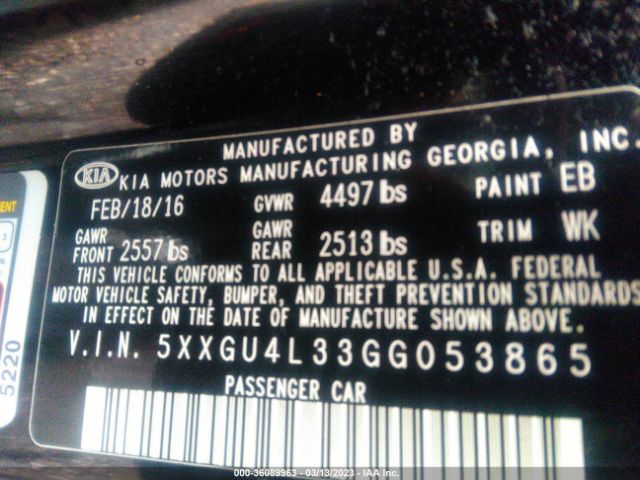 MANUFACTURED BY
KIA KIA MOTORS MANUFACTURING GEORGIA, INC.
FEB/18/16 GVWR 4497 lbs PAINT EB
GAWR FRONT 2557 lbs GAWR REAR 2513 lbs TRIM WK
THIS VEHICLE CONFORMS TO ALL APPLICABLE U.S.A. FEDERAL
MOTOR VEHICLE SAFETY, BUMPER, AND THEFT PREVENTION STANDARDS
IN EFFECT ON THE DATE OF MANUFACTURE SHOWN ABOVE.
V.I.N. 5XXGU4L33GG053865
PASSENGER CAR
5220
000-36089963 - 03/13/2023 - IAA Inc.